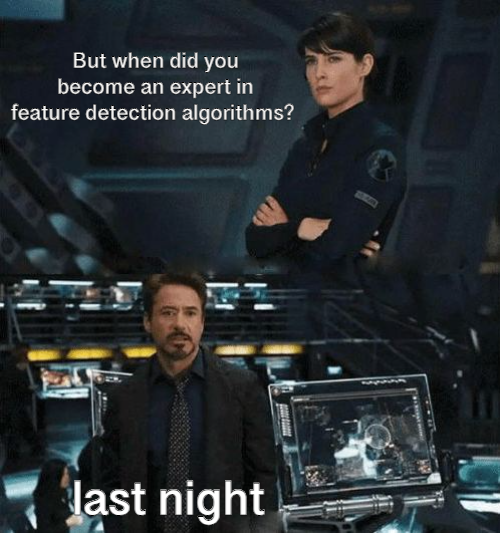 But when did you
become an expert in
feature detection algorithms?
last night